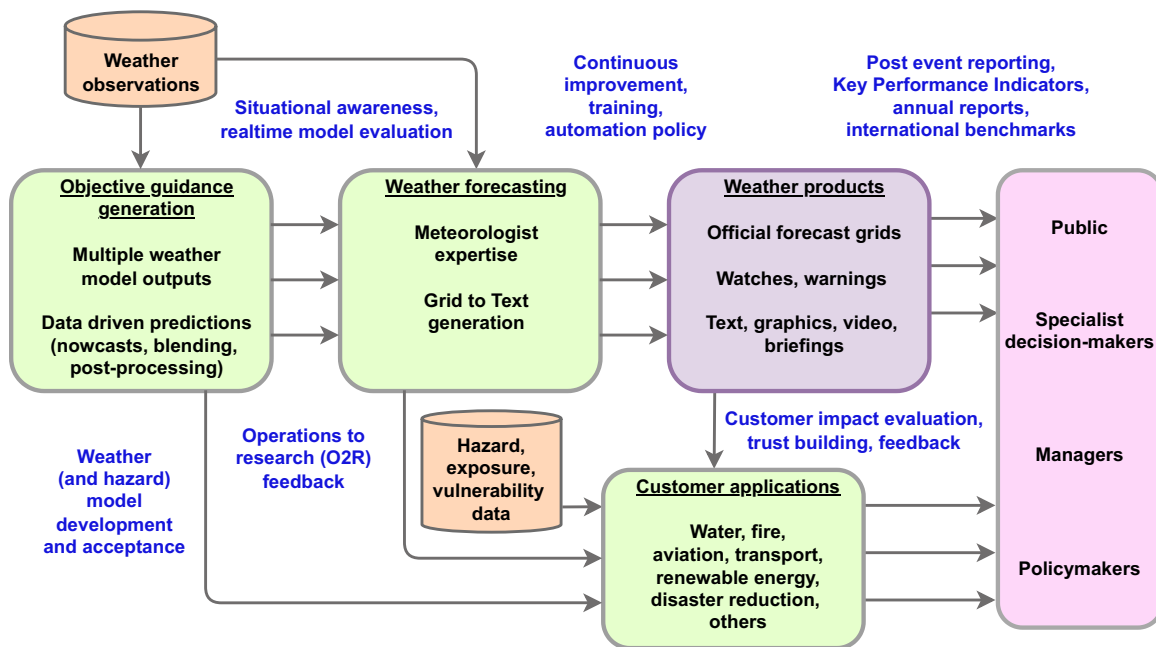 Weather
observations
Situational awareness,
realtime model evaluation
Continuous
improvement,
training,
automation policy
Post event reporting,
Key Performance Indicators,
annual reports,
international benchmarks
Objective guidance
generation
Multiple weather
model outputs
Data driven predictions
(nowcasts, blending,
post-processing)
Weather forecasting
Meteorologist
expertise
Grid to Text
generation
Weather products
Official forecast grids
Watches, warnings
Text, graphics, video,
briefings
Public
Specialist
decision-makers
Managers
Policymakers
Weather
(and hazard)
model
development
and acceptance
Operations to
research (O2R)
feedback
Hazard,
exposure,
vulnerability
data
Customer impact evaluation,
trust building, feedback
Customer applications
Water, fire,
aviation, transport,
renewable energy,
disaster reduction,
others